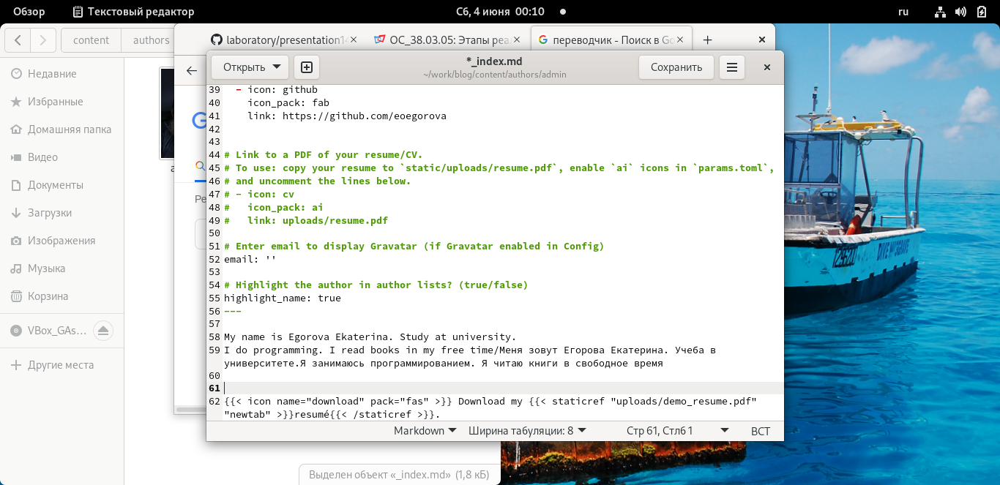 Обзор Текстовый редактор Сб, 4 июня 00:10 ru
content authors
laboratory/presentation14 ОС_38.03.05: Этапы реа переводчик - Поиск в Go
Недавние
Избранные
Домашняя папка
Видео
Документы
Загрузки
Изображения
Музыка
Корзина
VBox_GAs...
Другие места
Открыть *_index.md Сохранить
~/work/blog/content/authors/admin
39 - icon: github
40 icon_pack: fab
41 link: https://github.com/eoegorova
42
43
44 # Link to a PDF of your resume/CV.
45 # To use: copy your resume to `static/uploads/resume.pdf`, enable `ai` icons in `params.toml`,
46 # and uncomment the lines below.
47 # - icon: cv
48 # icon_pack: ai
49 # link: uploads/resume.pdf
50
51 # Enter email to display Gravatar (if Gravatar enabled in Config)
52 email: ''
53
54 # Highlight the author in author lists? (true/false)
55 highlight_name: true
56 ---
57
58 My name is Egorova Ekaterina. Study at university.
59 I do programming. I read books in my free time/Меня зовут Егорова Екатерина. Учеба в
университете.Я занимаюсь программированием. Я читаю книги в свободное время
60
61
62 {{< icon name="download" pack="fas" >}} Download my {{< staticref "uploads/demo_resume.pdf"
"newtab" >}}resumé{{< /staticref >}}.
Markdown Ширина табуляции: 8 Стр 61, Стлб 1 ВСТ
Выделен объект «_index.md» (1,8 кБ)